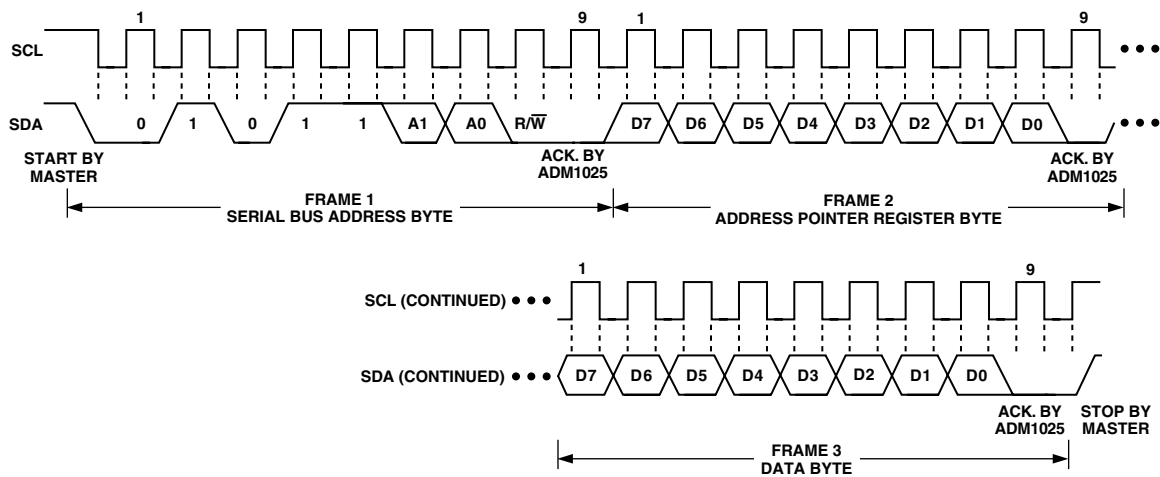 1 9 1 9
SCL
SDA 0 1 0 1 1 A1 A0 R/W̅ D7 D6 D5 D4 D3 D2 D1 D0
START BY
MASTER
ACK. BY
ADM1025
ACK. BY
ADM1025
FRAME 1
SERIAL BUS ADDRESS BYTE
FRAME 2
ADDRESS POINTER REGISTER BYTE
1 9
SCL (CONTINUED)
SDA (CONTINUED) D7 D6 D5 D4 D3 D2 D1 D0
ACK. BY
ADM1025
STOP BY
MASTER
FRAME 3
DATA BYTE